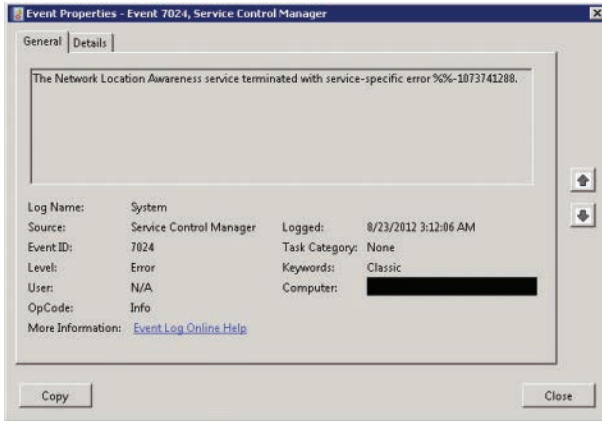 Event Properties - Event 7024, Service Control Manager
General Details
The Network Location Awareness service terminated with service-specific error %%-1073741288.
Log Name: System
Source: Service Control Manager Logged: 8/23/2012 3:12:06 AM
Event ID: 7024 Task Category: None
Level: Error Keywords: Classic
User: N/A Computer:
OpCode: Info
More Information: Event Log Online Help
Copy Close